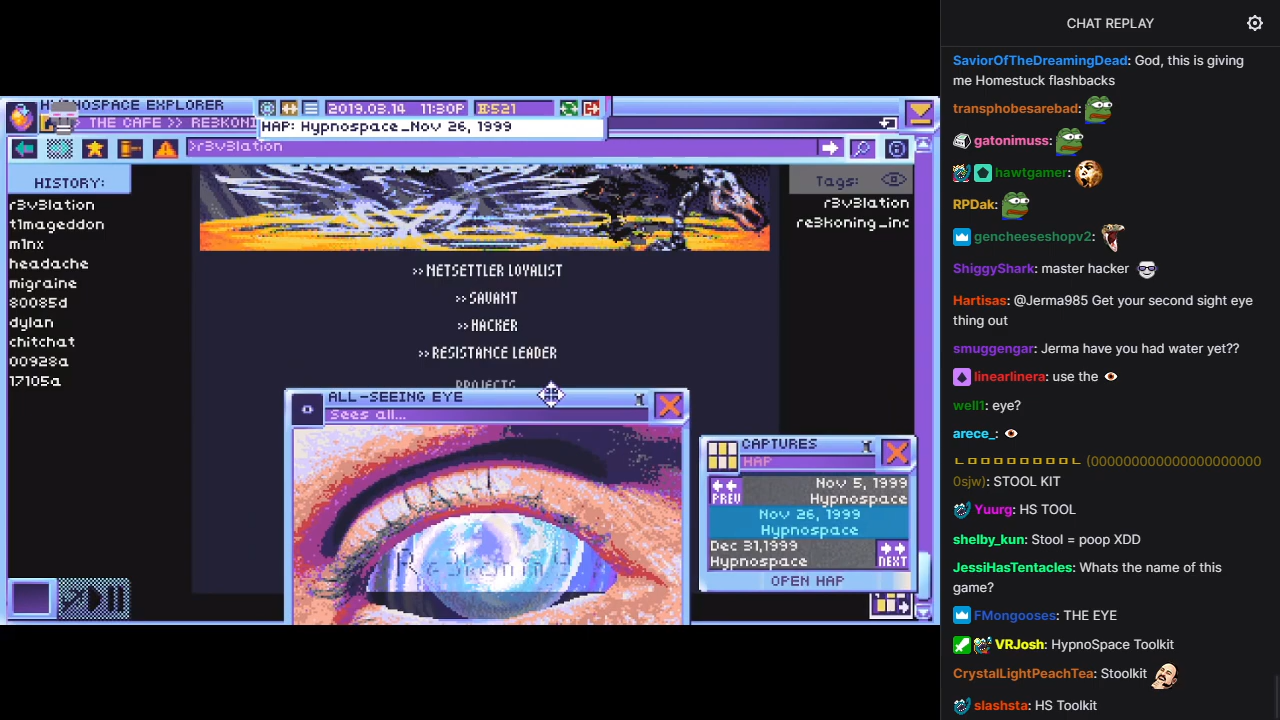 HYPNOSPACE EXPLORER
2019.03.14 11:30P
521
THE CAFE >> RE3KONI
HAP: Hypnospace_Nov 26, 1999
>r3v3lation
HISTORY:
r3v3lation
t1mageddon
m1nx
headache
migraine
80085d
dylan
chitchat
00928a
17105a
Tags:
r3v3lation
re3koning_inc
>> NETSETTLER LOYALIST
>> SAVANT
>> HACKER
>> RESISTANCE LEADER
PROJECTS
ALL-SEEING EYE
Sees all...
CAPTURES
HAP
PREV
Nov 5, 1999
Hypnospace
Nov 26, 1999
Hypnospace
Dec 31,1999
Hypnospace
NEXT
OPEN HAP
CHAT REPLAY
SaviorOfTheDreamingDead: God, this is giving
me Homestuck flashbacks
transphobesarebad:
gatonimuss:
hawtgamer:
RPDak:
gencheeseshopv2:
ShiggyShark: master hacker
Hartisas: @Jerma985 Get your second sight eye
thing out
smuggengar: Jerma have you had water yet??
linearlinera: use the
well1: eye?
arece_:
0sjw): STOOL KIT
Yuurg: HS TOOL
shelby_kun: Stool = poop XDD
JessiHasTentacles: Whats the name of this
game?
FMongooses: THE EYE
VRJosh: HypnoSpace Toolkit
CrystalLightPeachTea: Stoolkit
slashsta: HS Toolkit